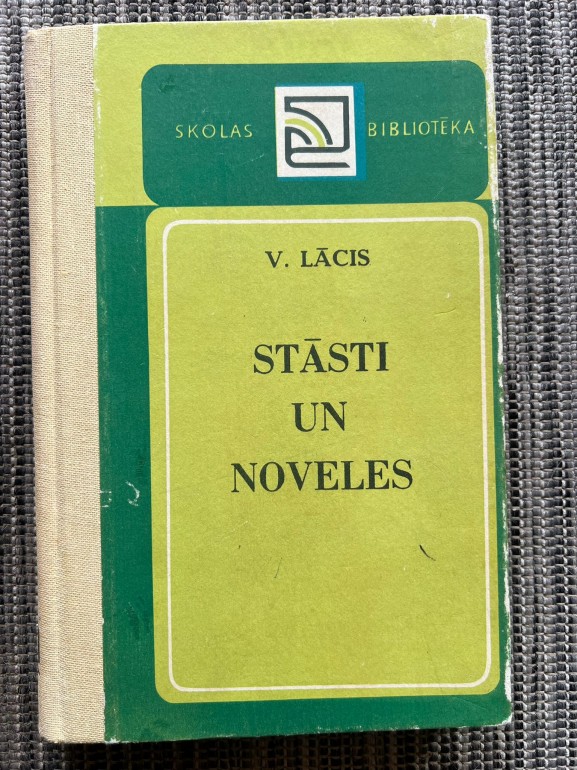 SKOLAS BIBLIOTĒKA
V. LĀCIS
STĀSTI
UN
NOVELES